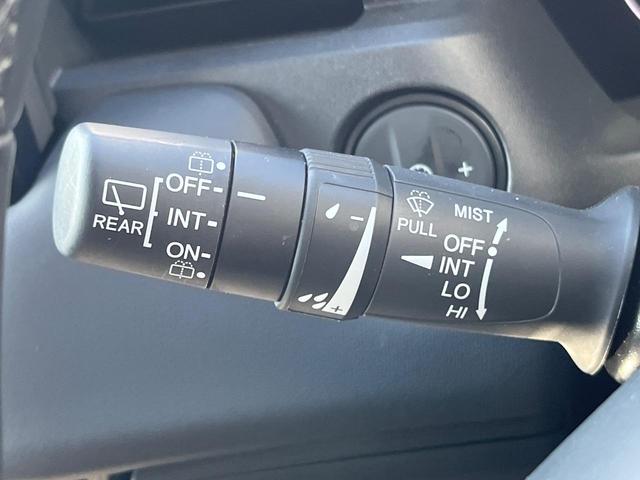 REAR
OFF
INT
ON
−
+
PULL
MIST
OFF
INT
LO
HI
+